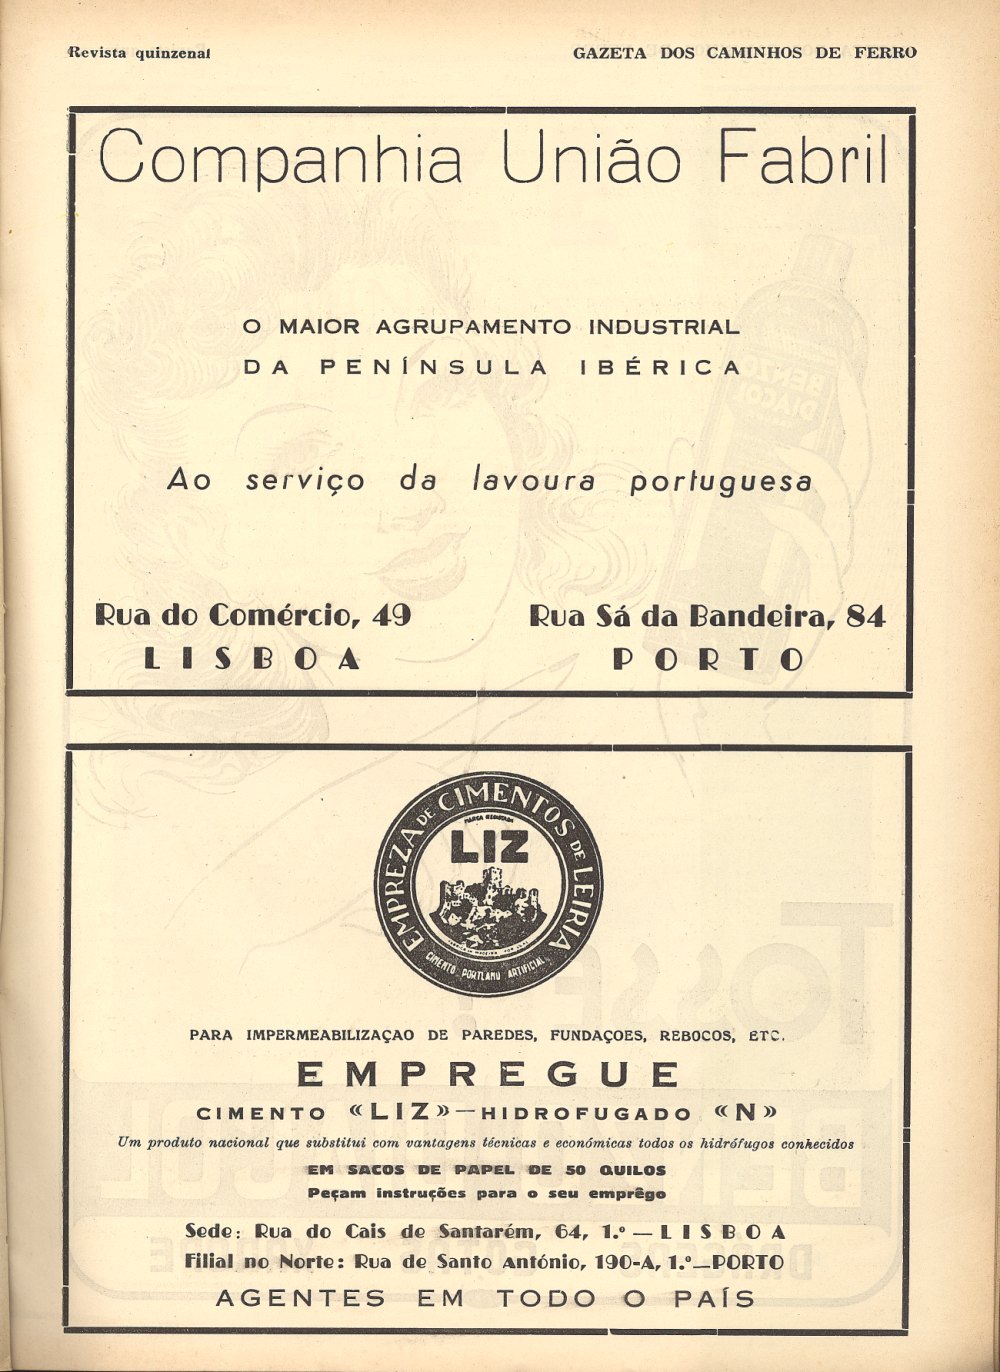 Revista quinzenal
GAZETA DOS CAMINHOS DE FERRO
Companhia União Fabril
O MAIOR AGRUPAMENTO INDUSTRIAL
DA PENÍNSULA IBÉRICA
Ao serviço da lavoura portuguesa
Rua do Comércio, 49
LISBOA
Rua Sá da Bandeira, 84
PORTO
EMPREZA DE CIMENTOS DE LEIRIA
MARCA REGISTADA
LIZ
CIMENTO PORTLAND ARTIFICIAL
PARA IMPERMEABILIZAÇAO DE PAREDES, FUNDAÇOES, REBOCOS, ETC.
EMPREGUE
CIMENTO «LIZ»—HIDROFUGADO «N»
Um produto nacional que substitui com vantagens técnicas e económicas todos os hidrófugos conhecidos
EM SACOS DE PAPEL DE 50 QUILOS
Peçam instruções para o seu emprêgo
Sede: Rua do Cais de Santarém, 64, 1.º — LISBOA
Filial no Norte: Rua de Santo António, 190-A, 1.º—PORTO
AGENTES EM TODO O PAÍS